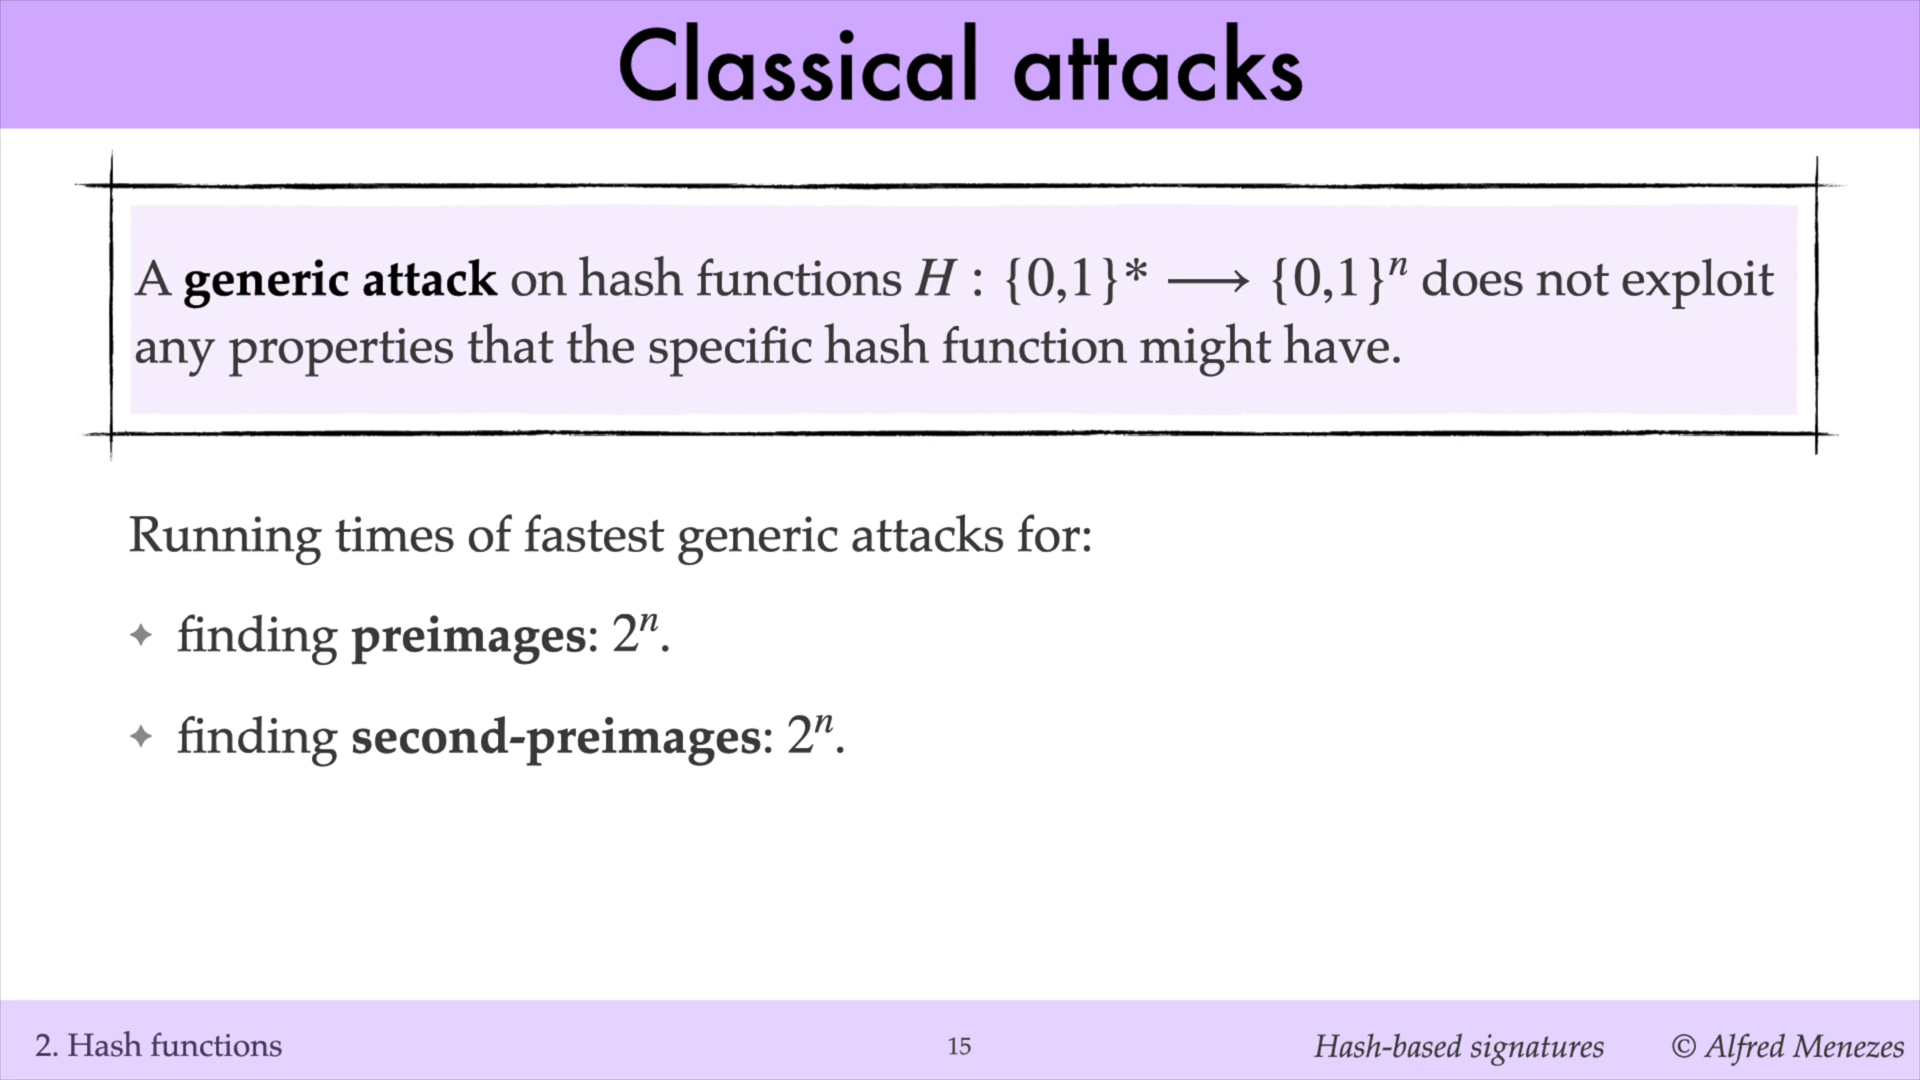 Classical attacks
A generic attack on hash functions H : {0,1}* ⟶ {0,1}ⁿ does not exploit
any properties that the specific hash function might have.
Running times of fastest generic attacks for:
✦ finding preimages: 2ⁿ.
✦ finding second-preimages: 2ⁿ.
2. Hash functions 15 Hash-based signatures © Alfred Menezes